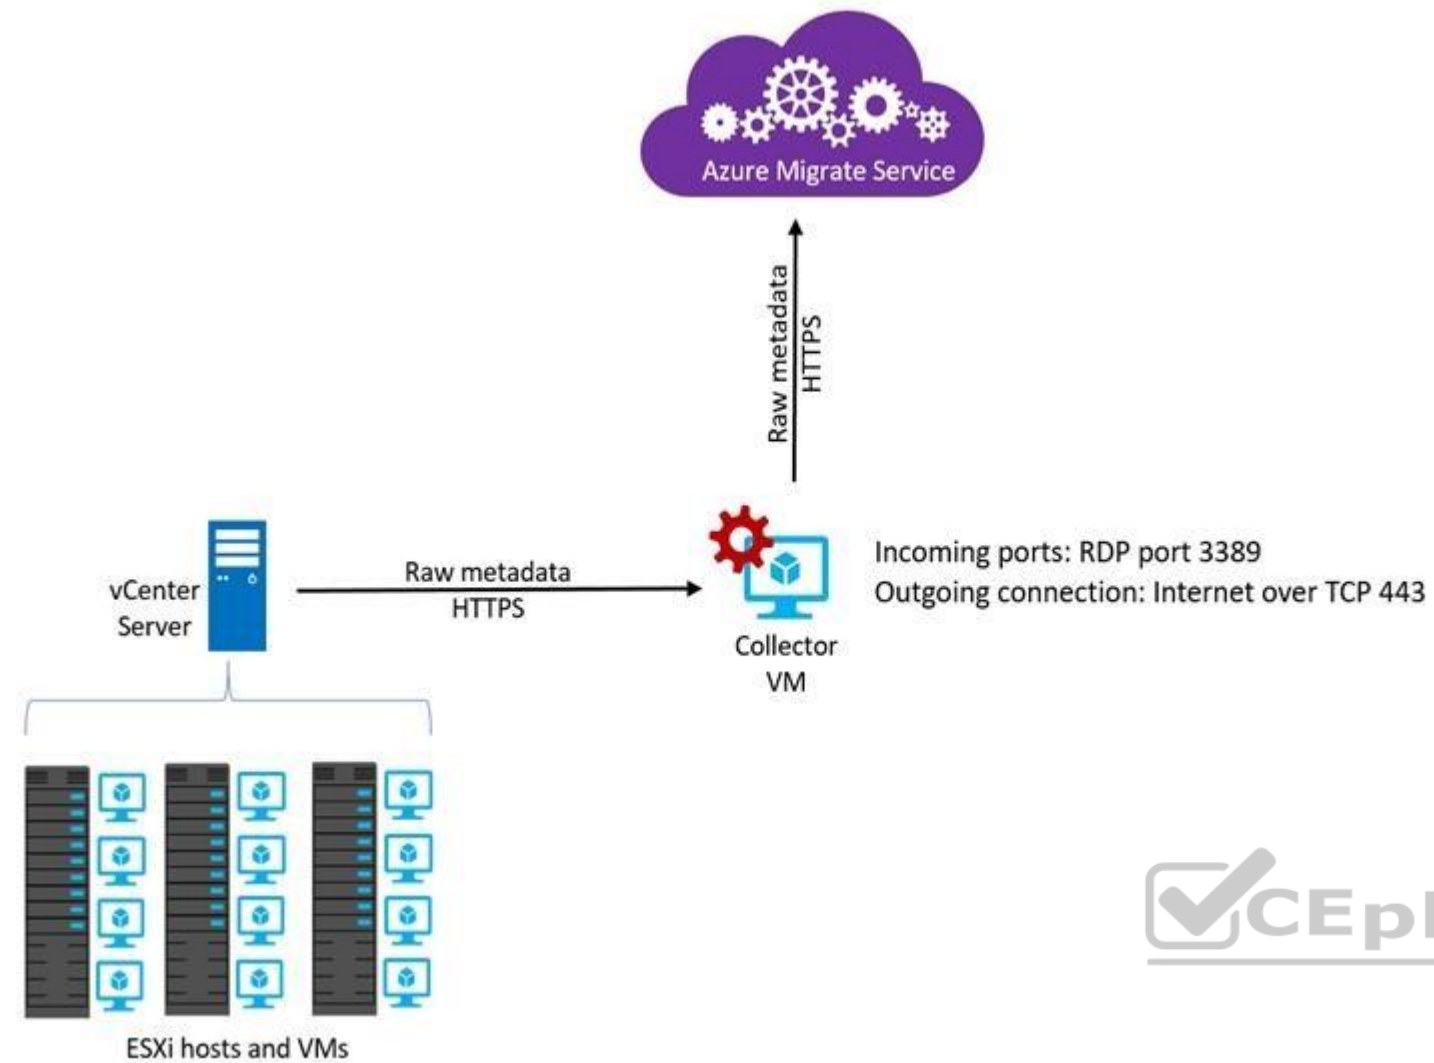 Azure Migrate Service
Raw metadata
HTTPS
vCenter
Server
Raw metadata
HTTPS
Collector
VM
Incoming ports: RDP port 3389
Outgoing connection: Internet over TCP 443
ESXi hosts and VMs